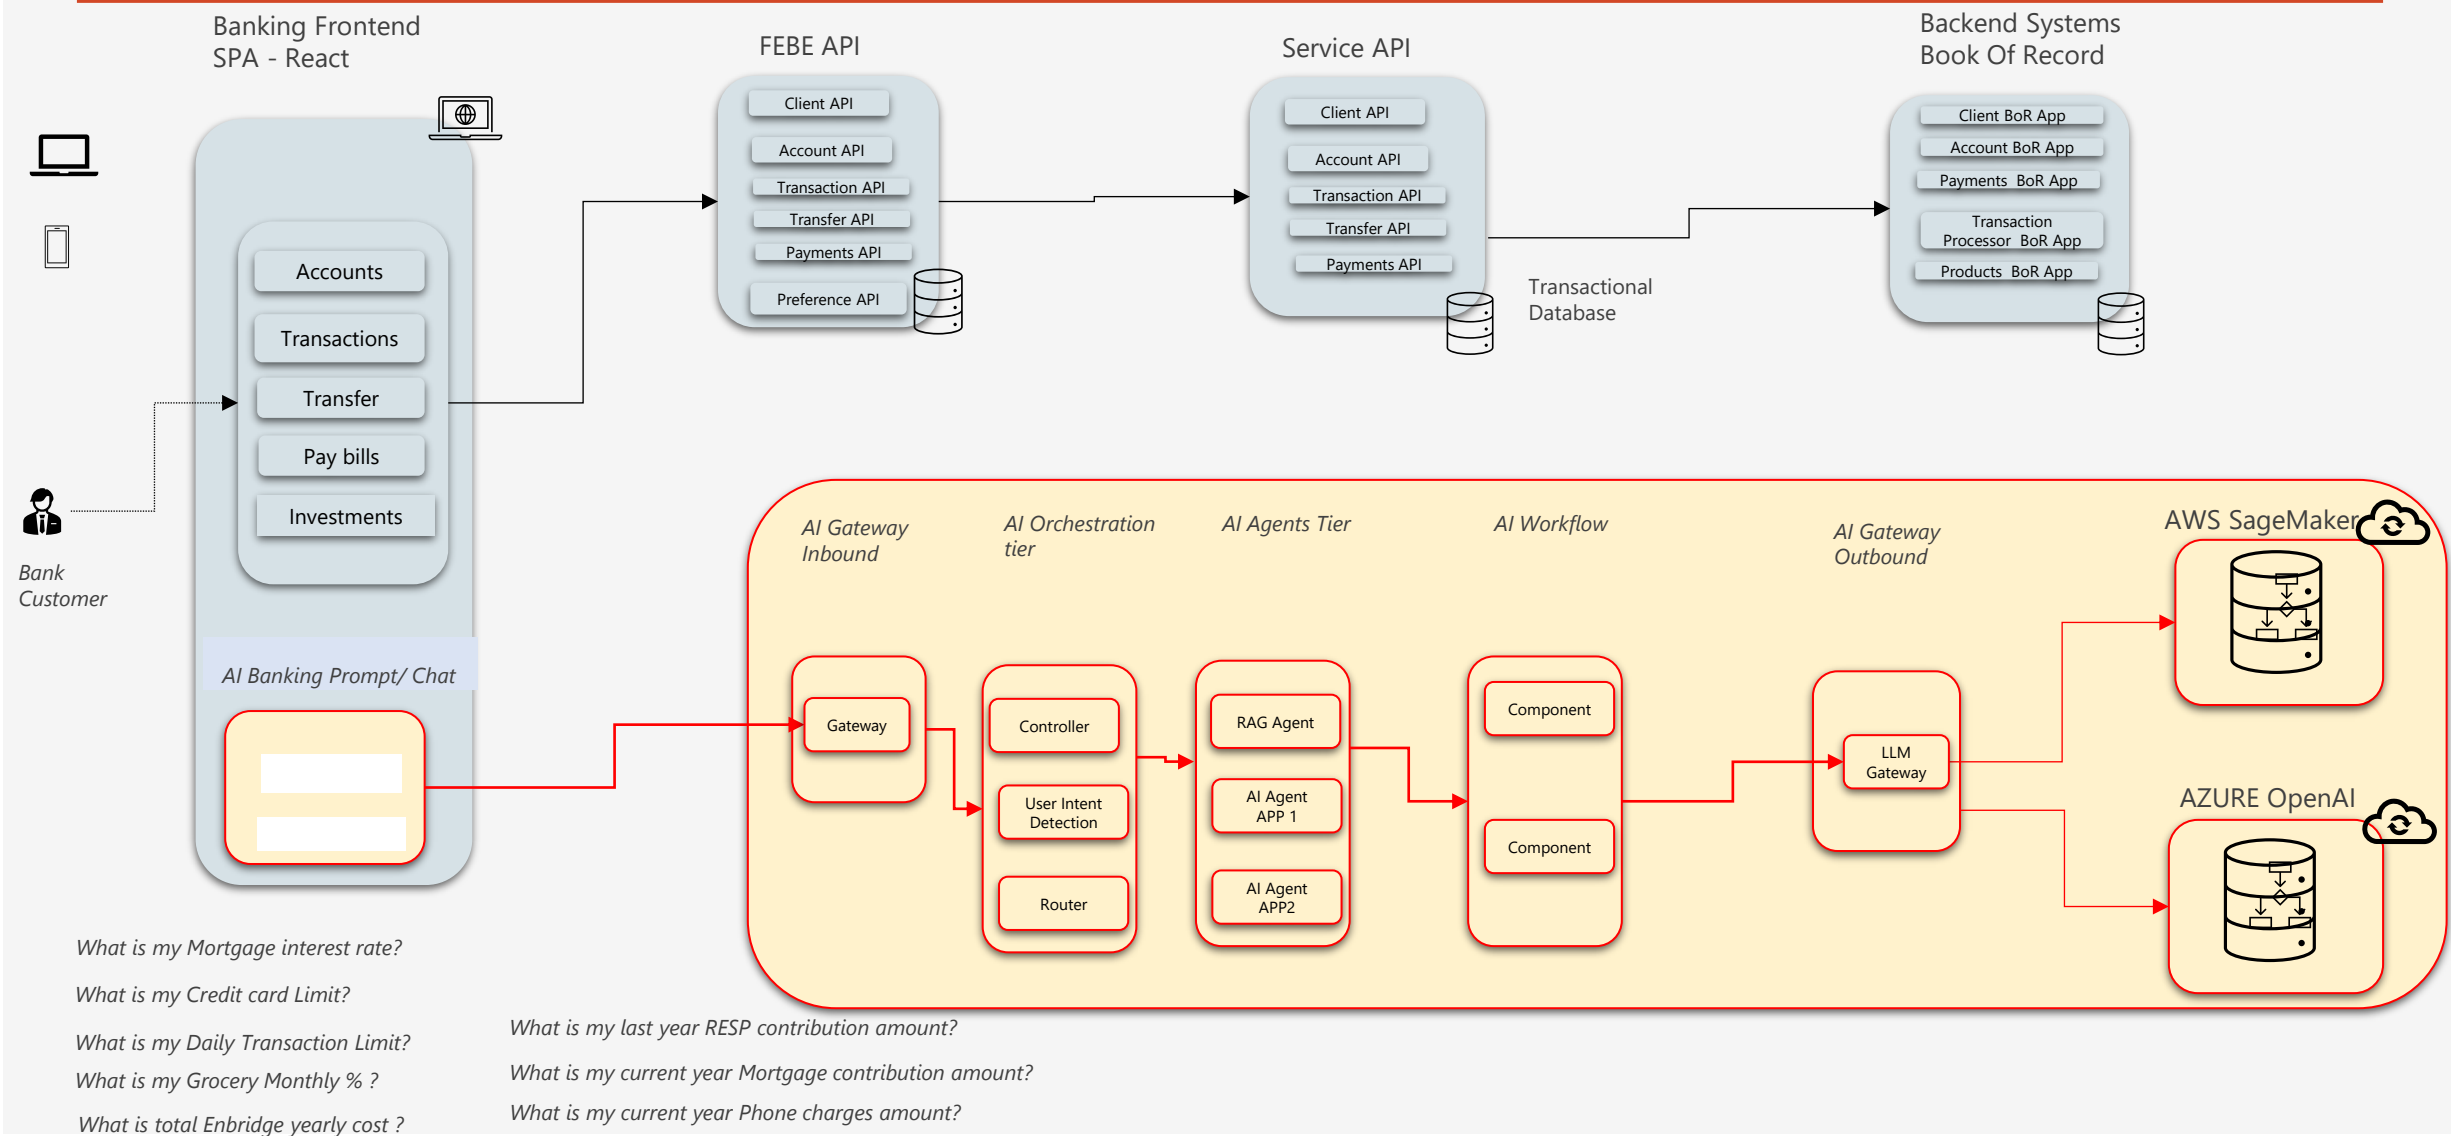 Banking Frontend
SPA - React
FEBE API
Service API
Backend Systems
Book Of Record
Client API
Account API
Transaction API
Transfer API
Payments API
Preference API
Client API
Account API
Transaction API
Transfer API
Payments API
Transactional
Database
Client BoR App
Account BoR App
Payments  BoR App
Transaction
Processor  BoR App
Products  BoR App
Accounts
Transactions
Transfer
Pay bills
Investments
Bank
Customer
AI Banking Prompt/ Chat
AI Gateway
Inbound
AI Orchestration
tier
AI Agents Tier
AI Workflow
AI Gateway
Outbound
AWS SageMaker
Gateway
Controller
User Intent
Detection
Router
RAG Agent
AI Agent
APP 1
AI Agent
APP2
Component
Component
LLM
Gateway
AZURE OpenAI
What is my Mortgage interest rate?
What is my Credit card Limit?
What is my Daily Transaction Limit?
What is my Grocery Monthly % ?
What is total Enbridge yearly cost ?
What is my last year RESP contribution amount?
What is my current year Mortgage contribution amount?
What is my current year Phone charges amount?